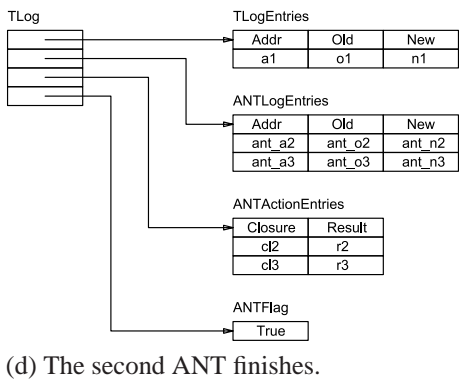 TLog
TLogEntries
Addr Old New
a1 o1 n1
ANTLogEntries
Addr Old New
ant_a2 ant_o2 ant_n2
ant_a3 ant_o3 ant_n3
ANTActionEntries
Closure Result
cl2 r2
cl3 r3
ANTFlag
True
(d) The second ANT finishes.